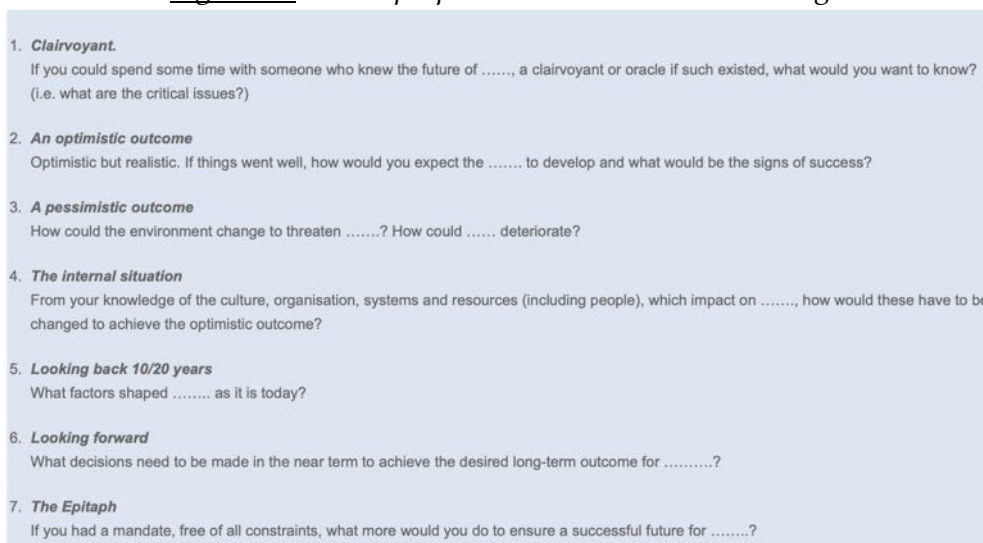 1. Clairvoyant.
If you could spend some time with someone who knew the future of ......, a clairvoyant or oracle if such existed, what would you want to know?
(i.e. what are the critical issues?)
2. An optimistic outcome
Optimistic but realistic. If things went well, how would you expect the ....... to develop and what would be the signs of success?
3. A pessimistic outcome
How could the environment change to threaten .......? How could ...... deteriorate?
4. The internal situation
From your knowledge of the culture, organisation, systems and resources (including people), which impact on ......., how would these have to be
changed to achieve the optimistic outcome?
5. Looking back 10/20 years
What factors shaped ........ as it is today?
6. Looking forward
What decisions need to be made in the near term to achieve the desired long-term outcome for ..........?
7. The Epitaph
If you had a mandate, free of all constraints, what more would you do to ensure a successful future for ........?